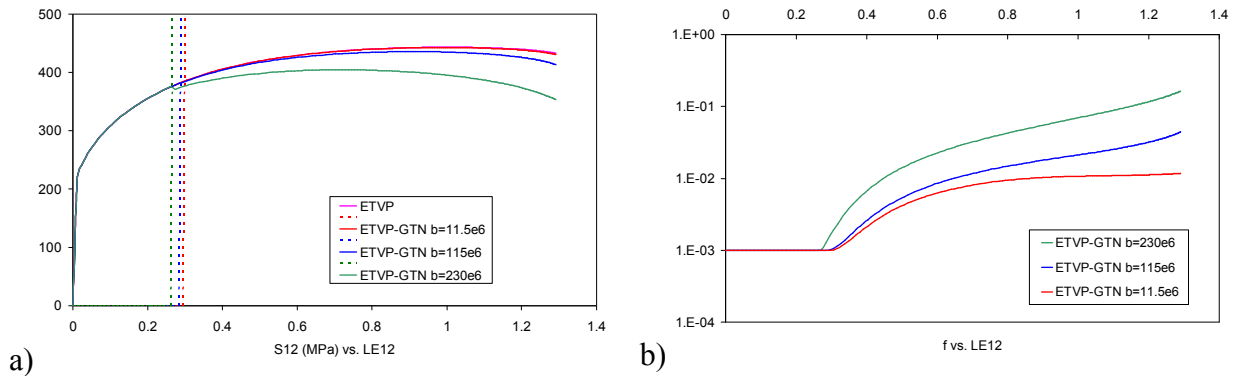 500
400
300
200
100
0
0 0.2 0.4 0.6 0.8 1 1.2 1.4
S12 (MPa) vs. LE12
ETVP
ETVP-GTN b=11.5e6
ETVP-GTN b=115e6
ETVP-GTN b=230e6
a)
0 0.2 0.4 0.6 0.8 1 1.2 1.4
1.E+00
1.E-01
1.E-02
1.E-03
1.E-04
ETVP-GTN b=230e6
ETVP-GTN b=115e6
ETVP-GTN b=11.5e6
f vs. LE12
b)